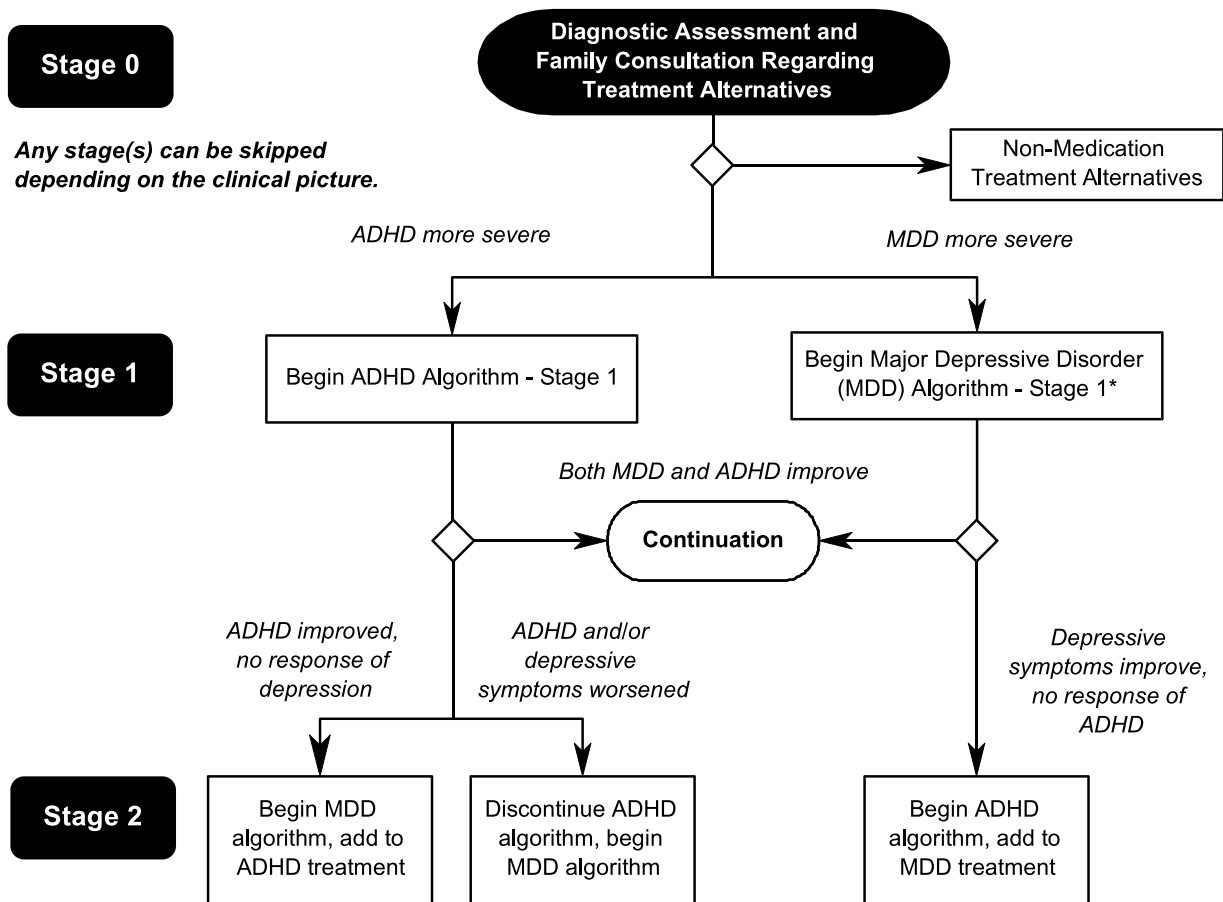 Stage 0
Diagnostic Assessment and
Family Consultation Regarding
Treatment Alternatives
Any stage(s) can be skipped
depending on the clinical picture.
Non-Medication
Treatment Alternatives
ADHD more severe
MDD more severe
Stage 1
Begin ADHD Algorithm - Stage 1
Begin Major Depressive Disorder
(MDD) Algorithm - Stage 1*
Both MDD and ADHD improve
Continuation
ADHD improved,
no response of
depression
ADHD and/or
depressive
symptoms worsened
Depressive
symptoms improve,
no response of
ADHD
Stage 2
Begin MDD
algorithm, add to
ADHD treatment
Discontinue ADHD
algorithm, begin
MDD algorithm
Begin ADHD
algorithm, add to
MDD treatment